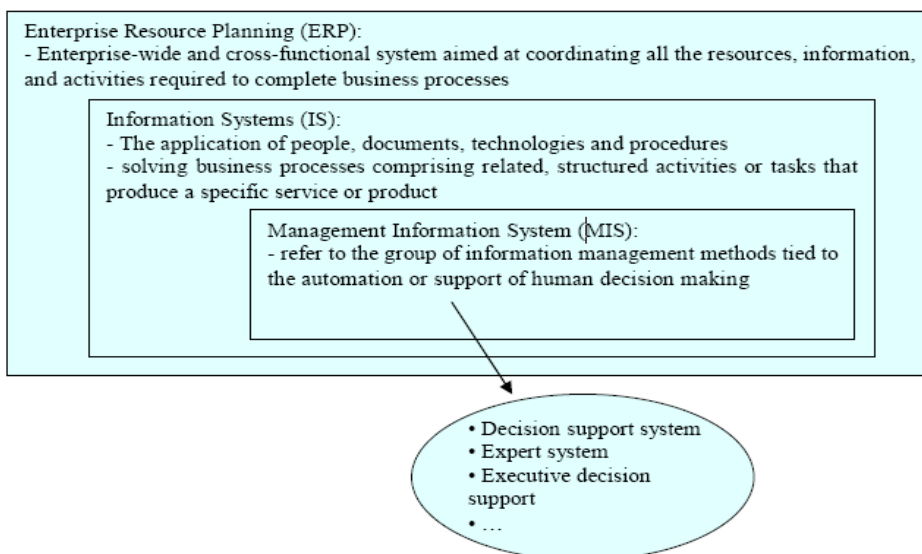 Enterprise Resource Planning (ERP):
- Enterprise-wide and cross-functional system aimed at coordinating all the resources, information,
and activities required to complete business processes
Information Systems (IS):
- The application of people, documents, technologies and procedures
- solving business processes comprising related, structured activities or tasks that
produce a specific service or product
Management Information System (MIS):
- refer to the group of information management methods tied to
the automation or support of human decision making
• Decision support system
• Expert system
• Executive decision
support
• …